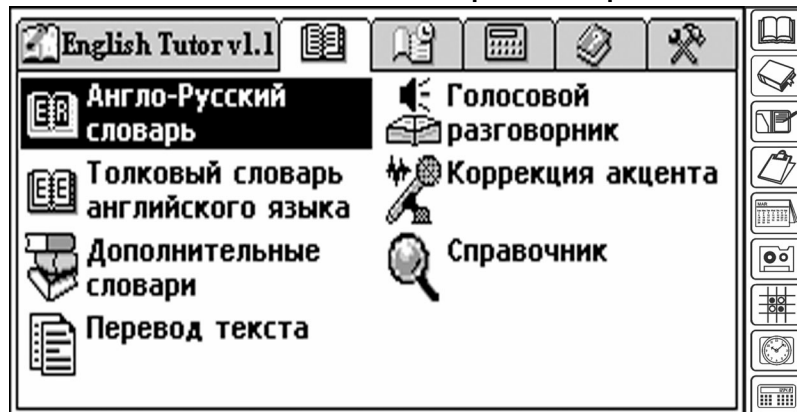 English Tutor v1.1
Англо-Русский
словарь
Толковый словарь
английского языка
Дополнительные
словари
Перевод текста
Голосовой
разговорник
Коррекция акцента
Справочник